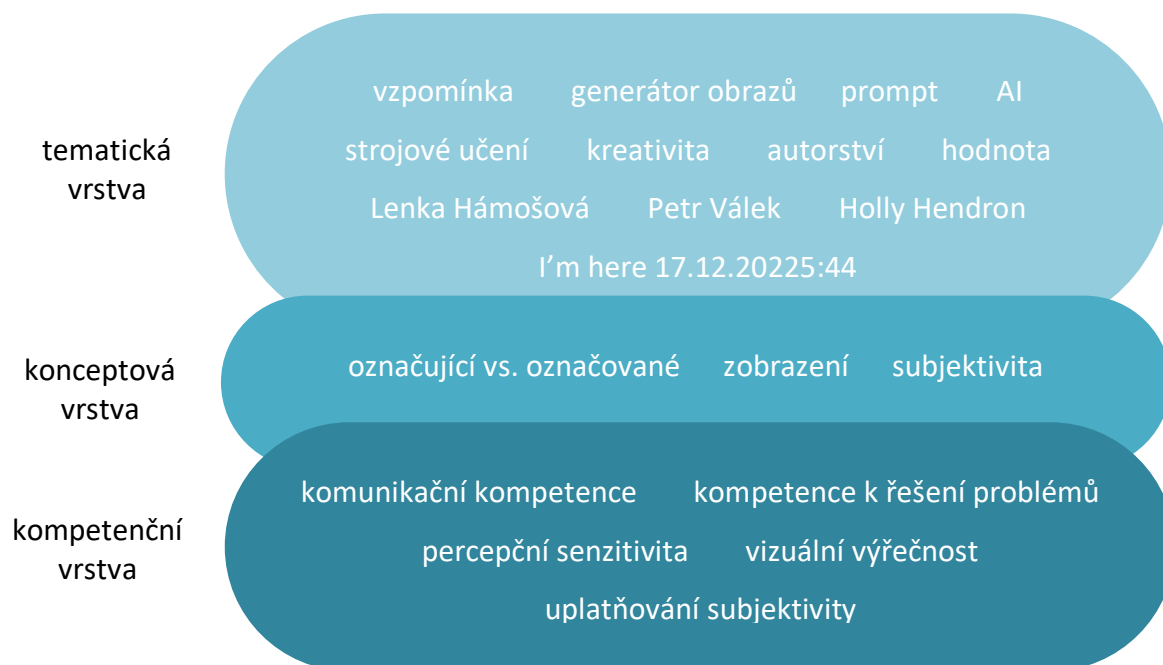 tematická
vrstva
vzpomínka generátor obrazů prompt AI
strojové učení kreativita autorství hodnota
Lenka Hámošová Petr Válek Holly Hendron
I’m here 17.12.20225:44
konceptová
vrstva
označující vs. označované zobrazení subjektivita
kompetenční
vrstva
komunikační kompetence kompetence k řešení problémů
percepční senzitivita vizuální výřečnost
uplatňování subjektivity